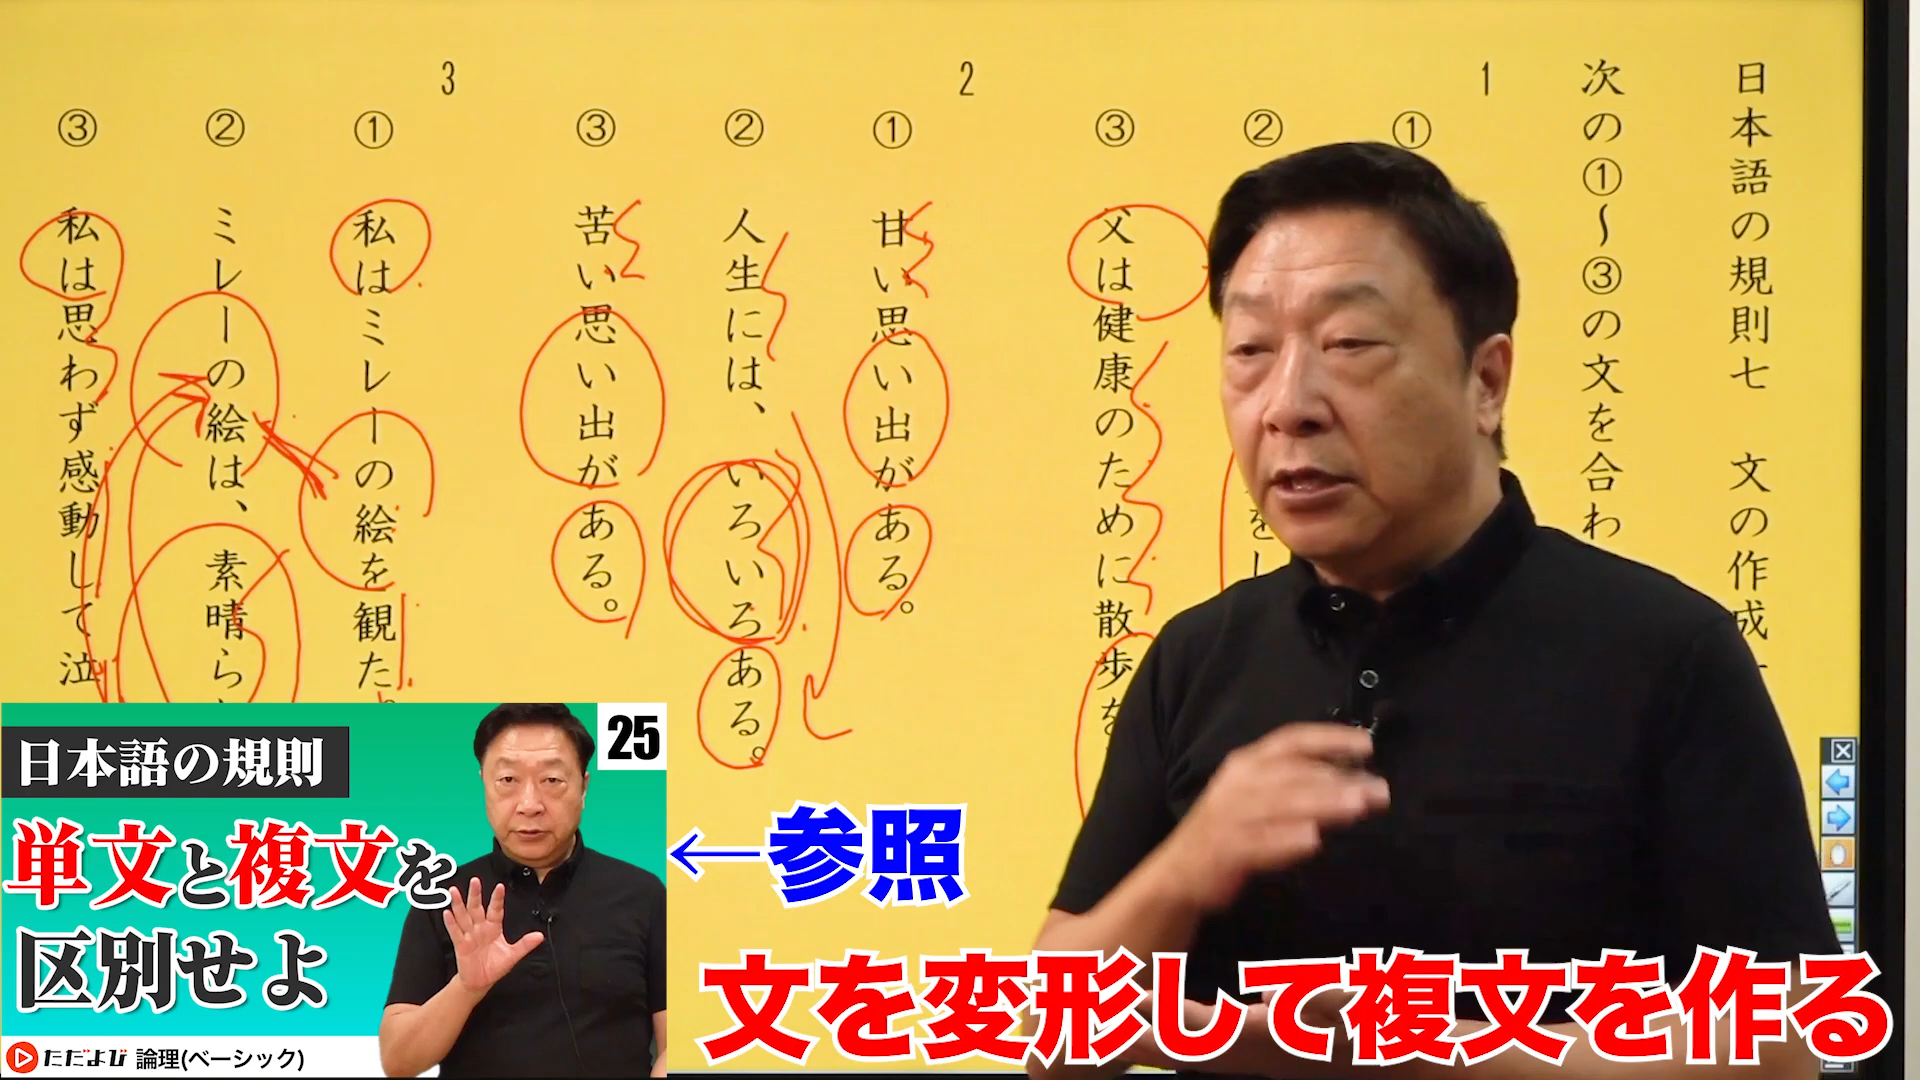 日本語の規則七 文の作成
次の①〜③の文を合わ
1
①
②
をし
③ 父は健康のために散歩を
2
① 甘い思い出がある。
② 人生には、いろいろある。
③ 苦い思い出がある。
3
① 私はミレーの絵を観た。
② ミレーの絵は、素晴らし
③ 私は思わず感動して泣
25
日本語の規則
単文と複文を
区別せよ
ただよび 論理(ベーシック)
←参照
文を変形して複文を作る